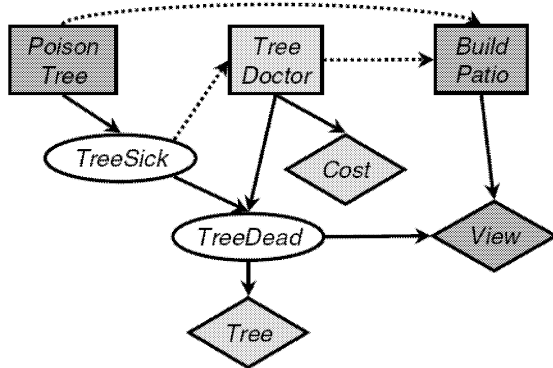 Poison
Tree
Tree
Doctor
Build
Patio
TreeSick
Cost
TreeDead
View
Tree